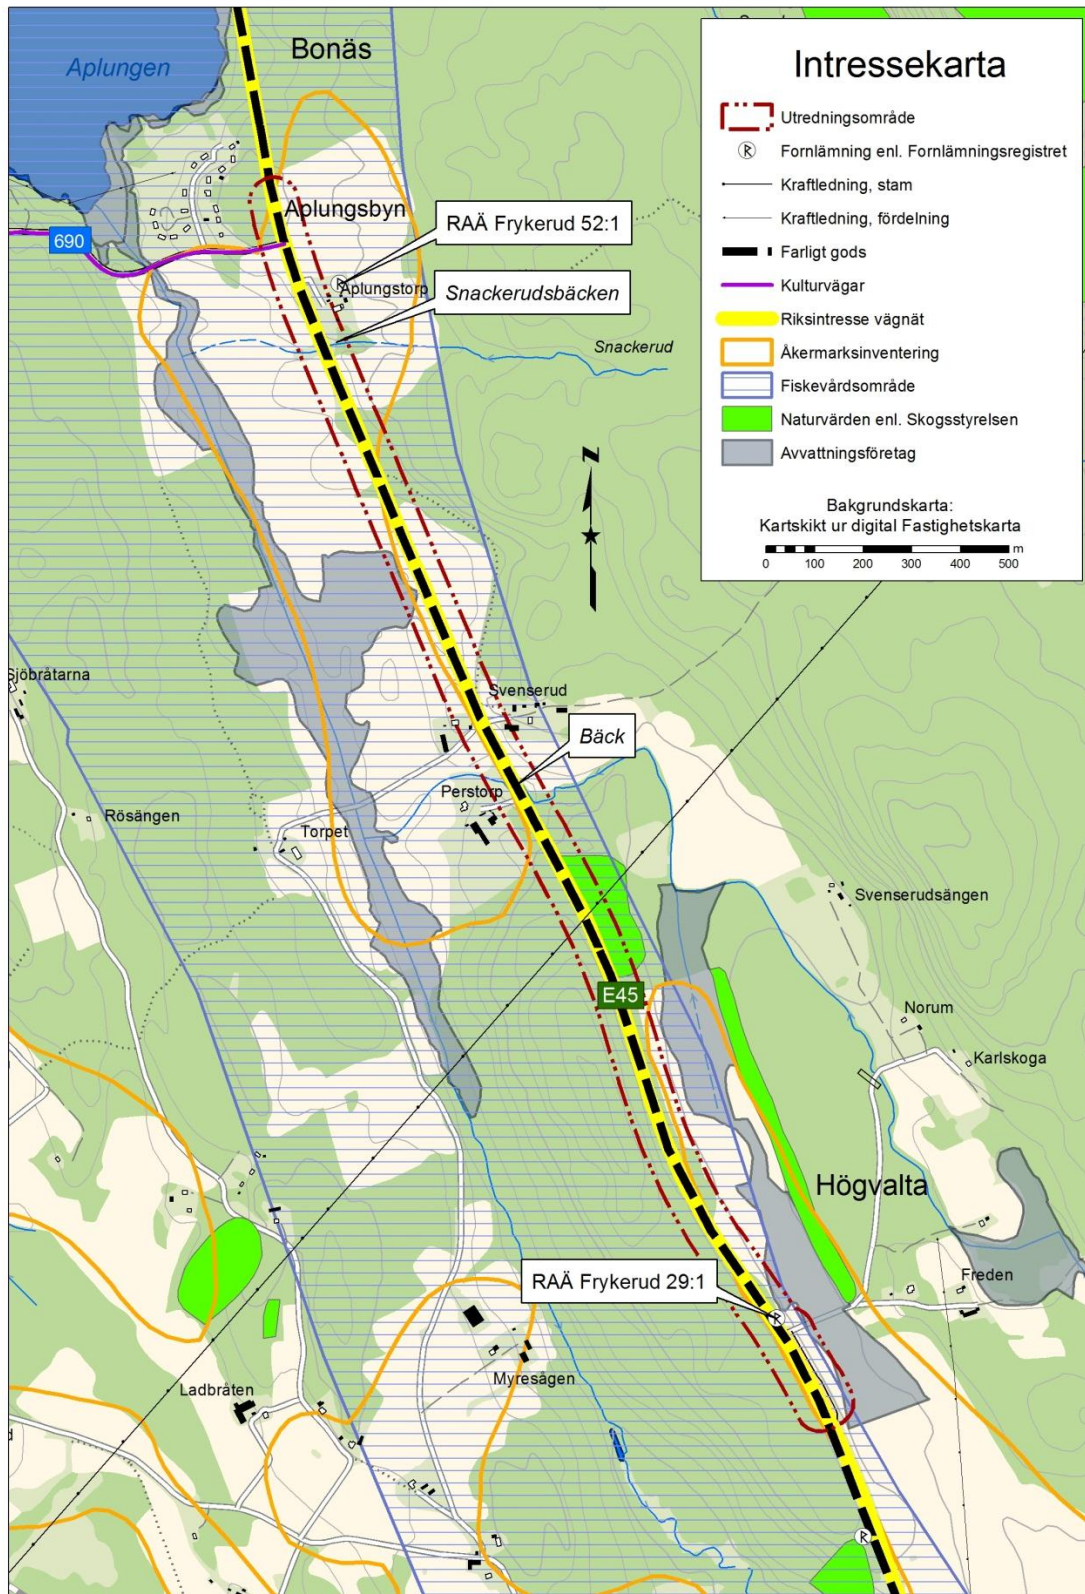 Bonäs
Aplungen
Intressekarta
Utredningsområde
Fornlämning enl. Fornlämningsregistret
Kraftledning, stam
Kraftledning, fördelning
Farligt gods
Kulturvägar
Riksintresse vägnät
Åkermarksinventering
Fiskevårdsområde
Naturvärden enl. Skogsstyrelsen
Avvattningsföretag
Bakgrundskarta:
Kartskikt ur digital Fastighetskarta
m
0 100 200 300 400 500
Aplungsbyn
RAÄ Frykerud 52:1
690
R
Aplungstorp
Snackerudsbäcken
Snackerud
N
Sjöbråtarna
Svenserud
Bäck
Perstorp
Rösängen
Torpet
Svenserudsängen
E45
Norum
Karlskoga
Högvalta
RAÄ Frykerud 29:1
Freden
R
Myresågen
Ladbråten
R